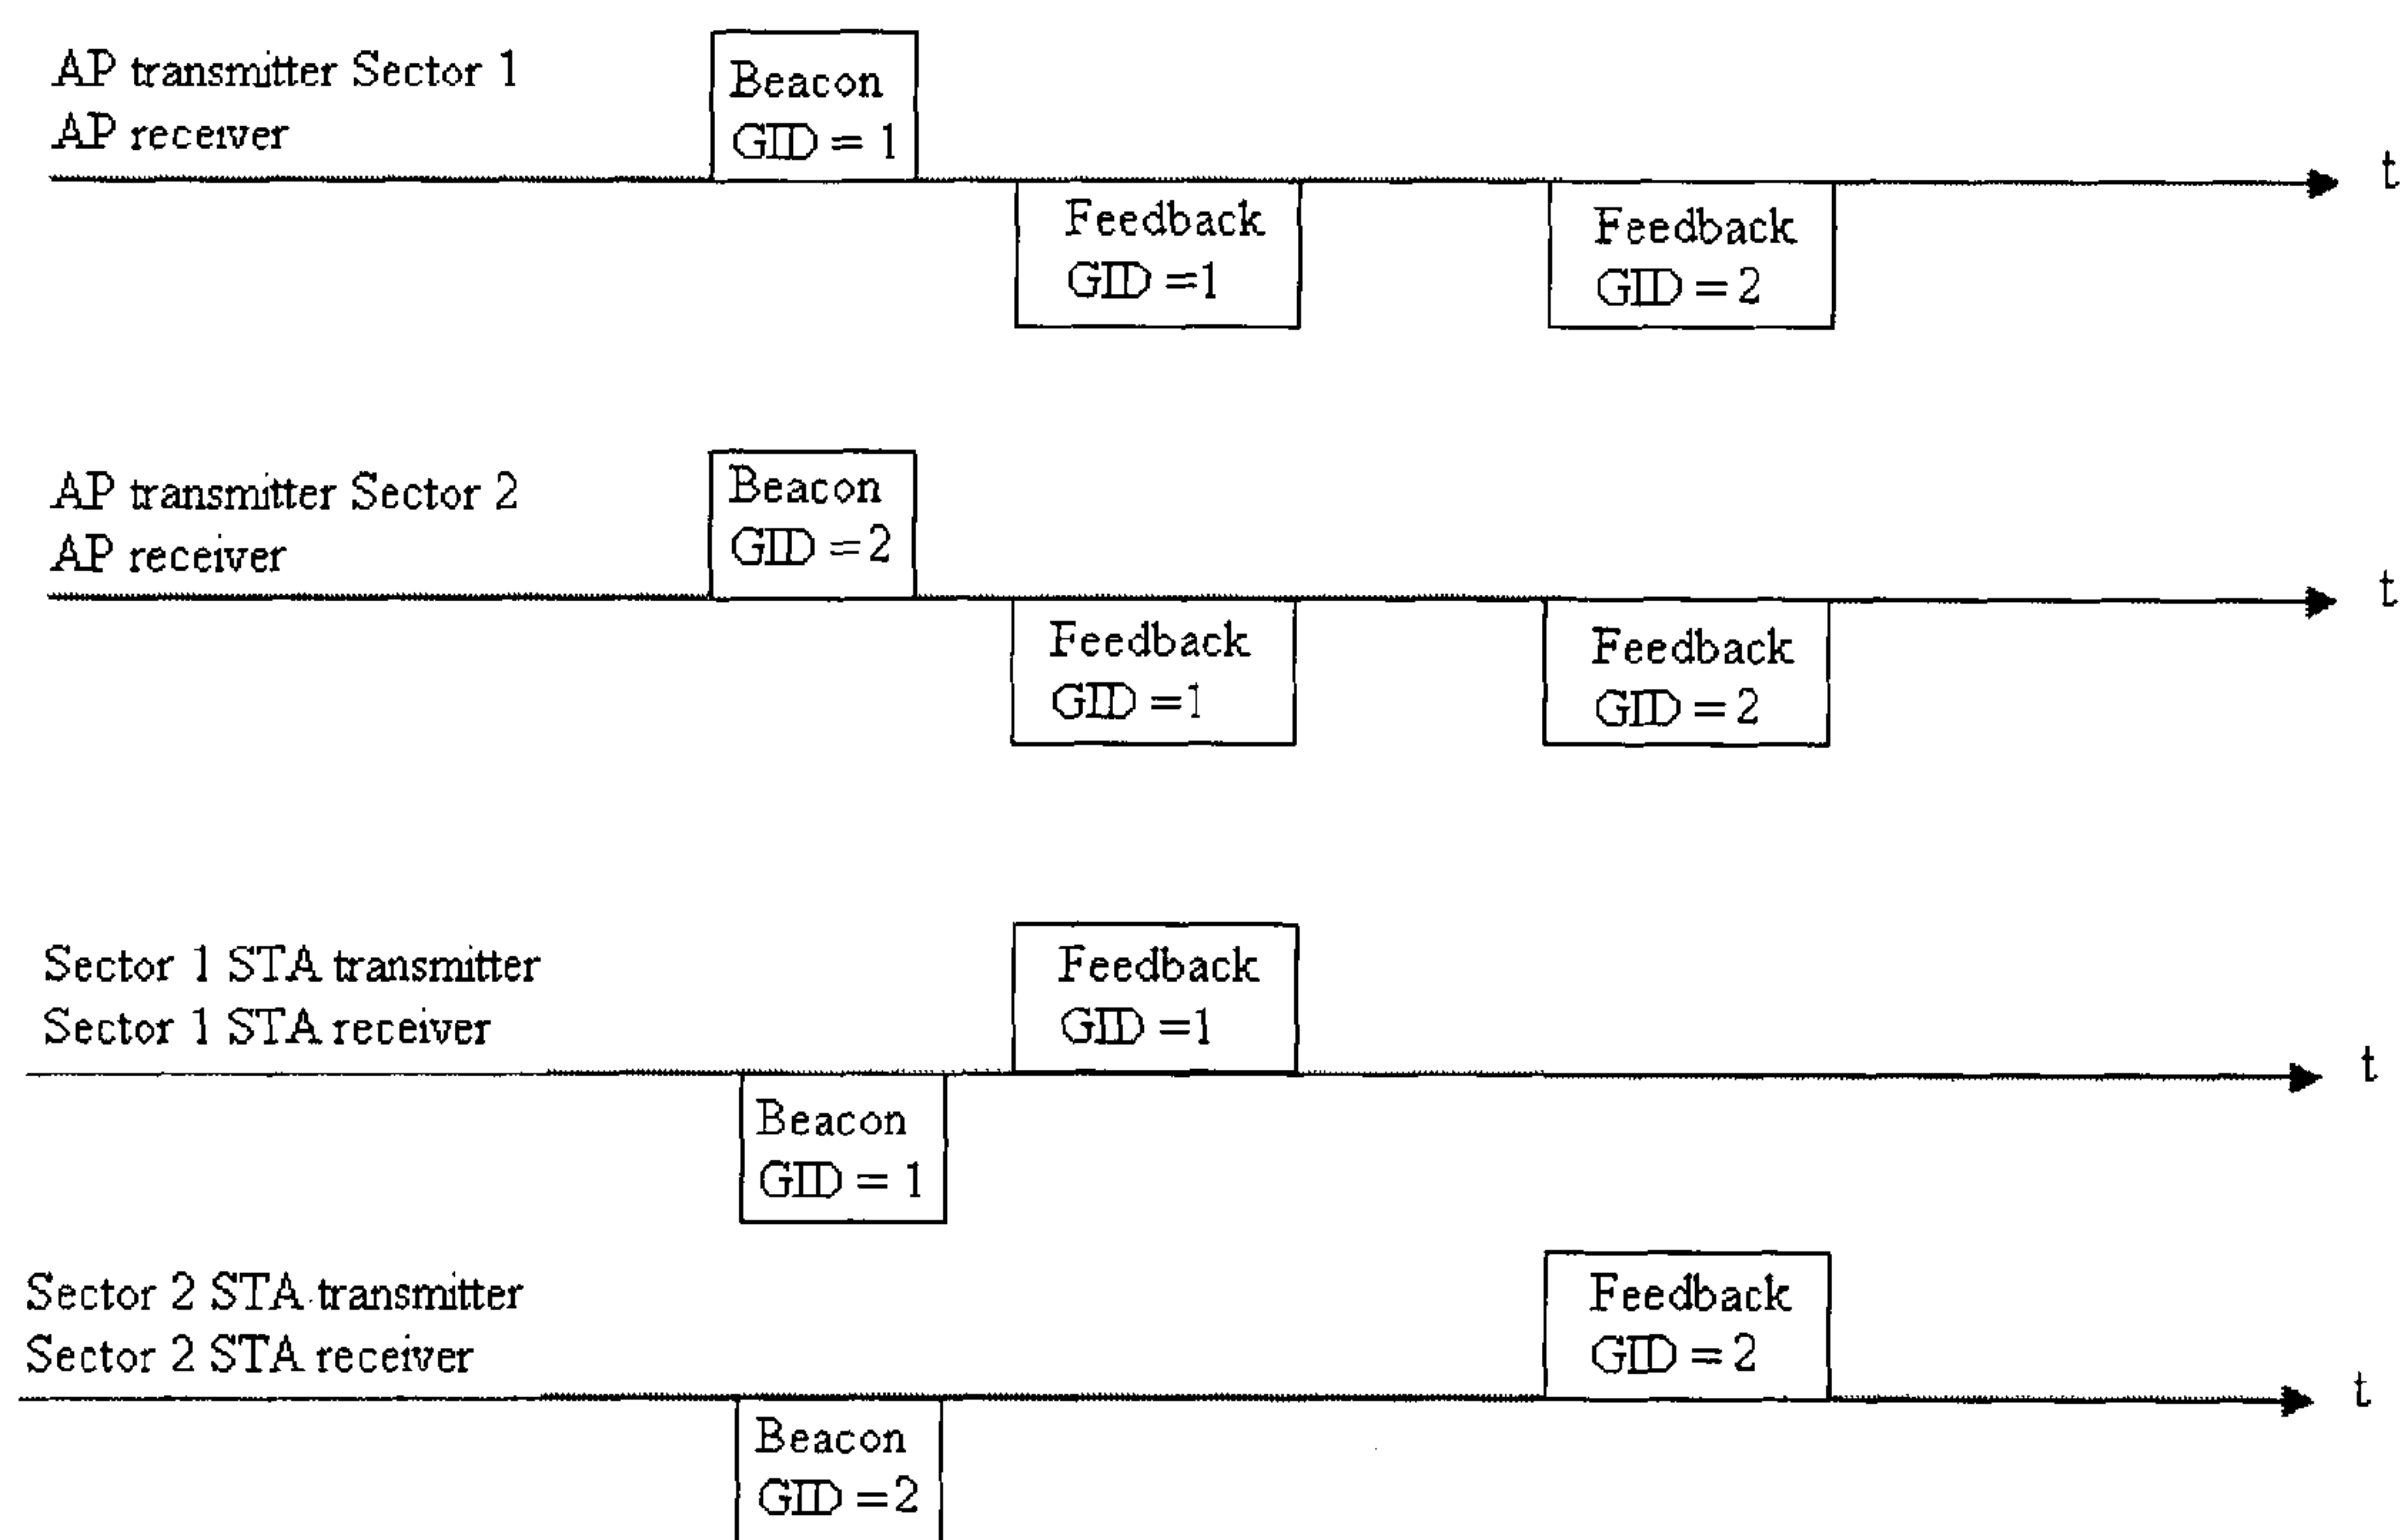 AP transmitter Sector 1
AP receiver
Beacon
GID = 1
t
Feedback
GID =1
Feedback
GID = 2
AP transmitter Sector 2
AP receiver
Beacon
GID =2
t
Feedback
GID =1
Feedback
GID = 2
Sector 1 STA transmitter
Sector 1 STA receiver
Feedback
GID =1
t
Beacon
GID = 1
Sector 2 STA transmitter
Sector 2 STA receiver
Feedback
GID = 2
t
Beacon
GID =2